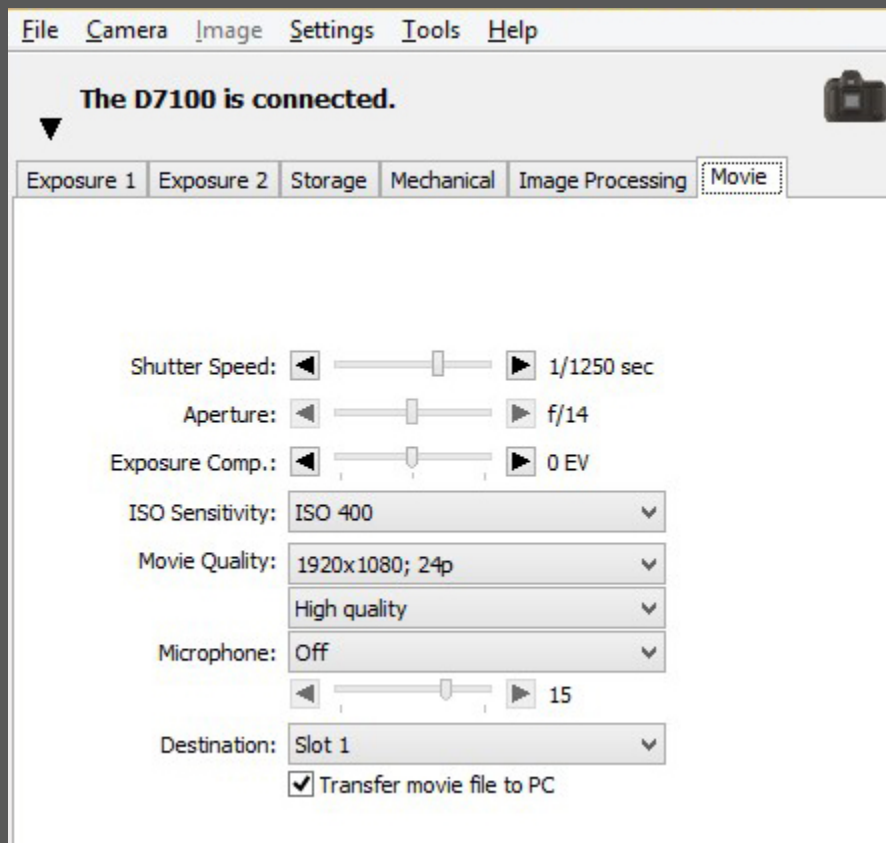 File Camera Image Settings Tools Help
The D7100 is connected.
Exposure 1 Exposure 2 Storage Mechanical Image Processing Movie
Shutter Speed: 1/1250 sec
Aperture: f/14
Exposure Comp.: 0 EV
ISO Sensitivity: ISO 400
Movie Quality: 1920x1080; 24p
High quality
Microphone: Off
15
Destination: Slot 1
Transfer movie file to PC